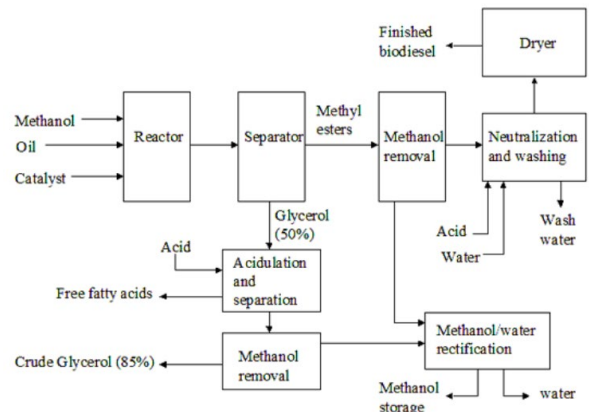 Finished
biodiesel
Dryer
Methanol
Oil
Catalyst
Reactor
Separator
Methyl
esters
Methanol
removal
Neutralization
and washing
Acid
Water
Wash
water
Glycerol
(50%)
Acid
Acidulation
and
separation
Free fatty acids
Methanol
removal
Crude Glycerol (85%)
Methanol/water
rectification
Methanol
storage
water